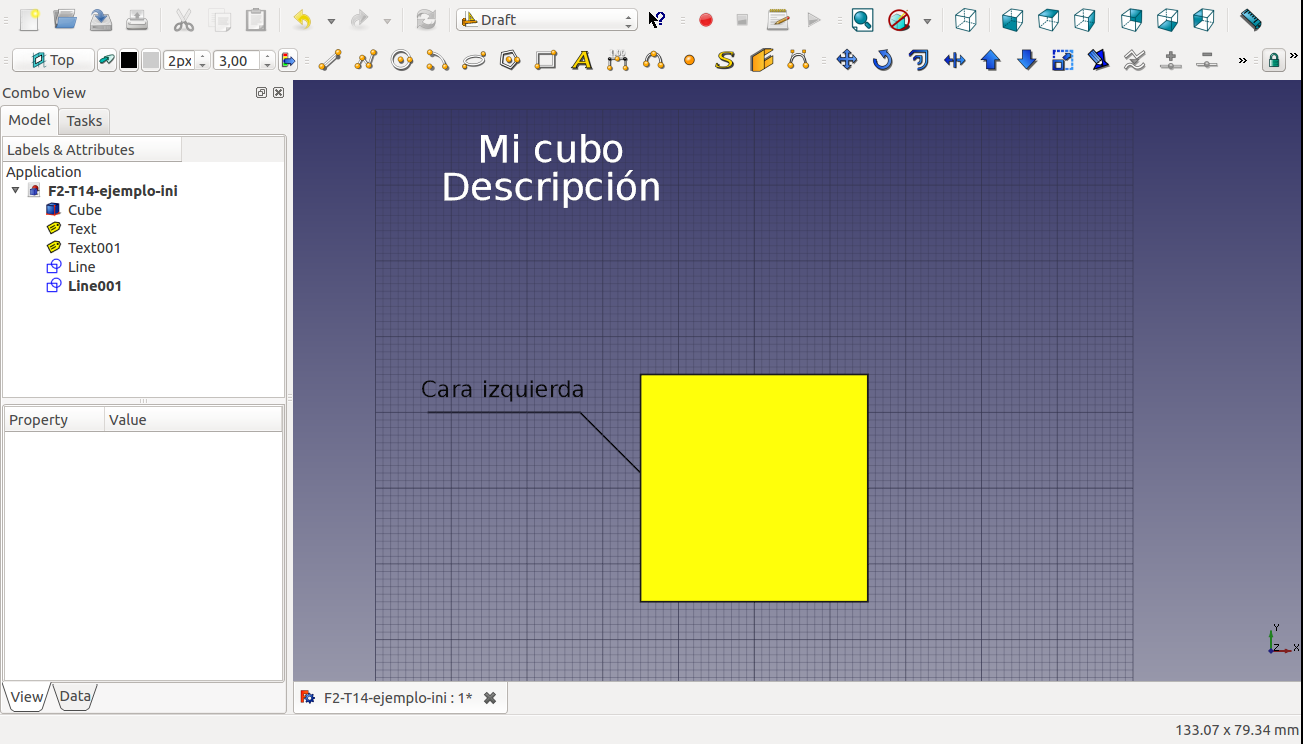 Draft
Top
2px
3,00
Combo View
Model
Tasks
Labels & Attributes
Application
F2-T14-ejemplo-ini
Cube
Text
Text001
Line
Line001
Property
Value
View
Data
Mi cubo
Descripción
Cara izquierda
Y
Z
X
F2-T14-ejemplo-ini : 1*
133.07 x 79.34 mm